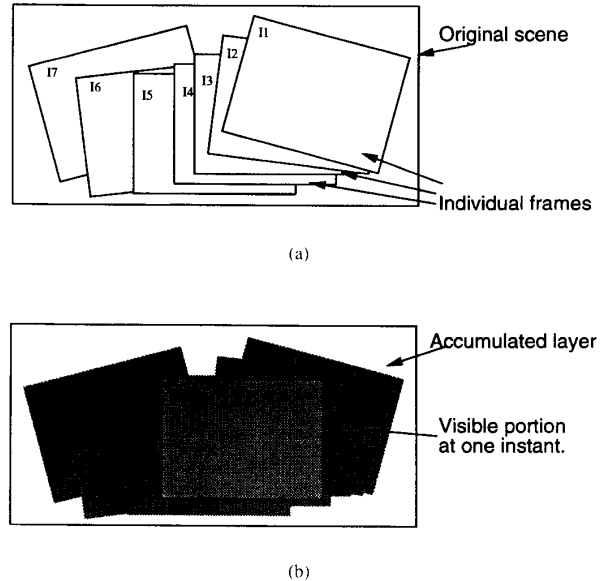 I1
Original scene
I2
I3
I7
I4
I6
I5
Individual frames
(a)
Accumulated layer
Visible portion
at one instant.
(b)